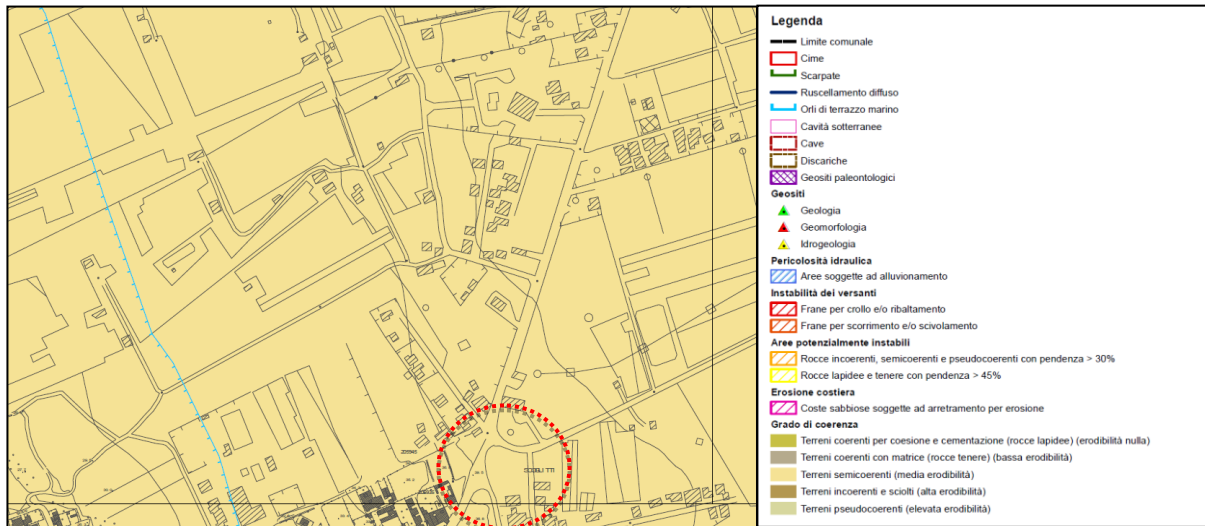 Legenda
Limite comunale
Cime
Scarpate
Ruscellamento diffuso
Orli di terrazzo marino
Cavità sotterranee
Cave
Discariche
Geositi paleontologici
Geositi
Geologia
Geomorfologia
Idrogeologia
Pericolosità idraulica
Aree soggette ad alluvionamento
Instabilità dei versanti
Frane per crollo e/o ribaltamento
Frane per scorrimento e/o scivolamento
Aree potenzialmente instabili
Rocce incoerenti, semicoerenti e pseudocoerenti con pendenza > 30%
Rocce lapidee e tenere con pendenza > 45%
Erosione costiera
Coste sabbiose soggette ad arretramento per erosione
Grado di coerenza
Terreni coerenti per coesione e cementazione (rocce lapidee) (erodibilità nulla)
Terreni coerenti con matrice (rocce tenere) (bassa erodibilità)
Terreni semicoerenti (media erodibilità)
Terreni incoerenti e sciolti (alta erodibilità)
Terreni pseudocoerenti (elevata erodibilità)